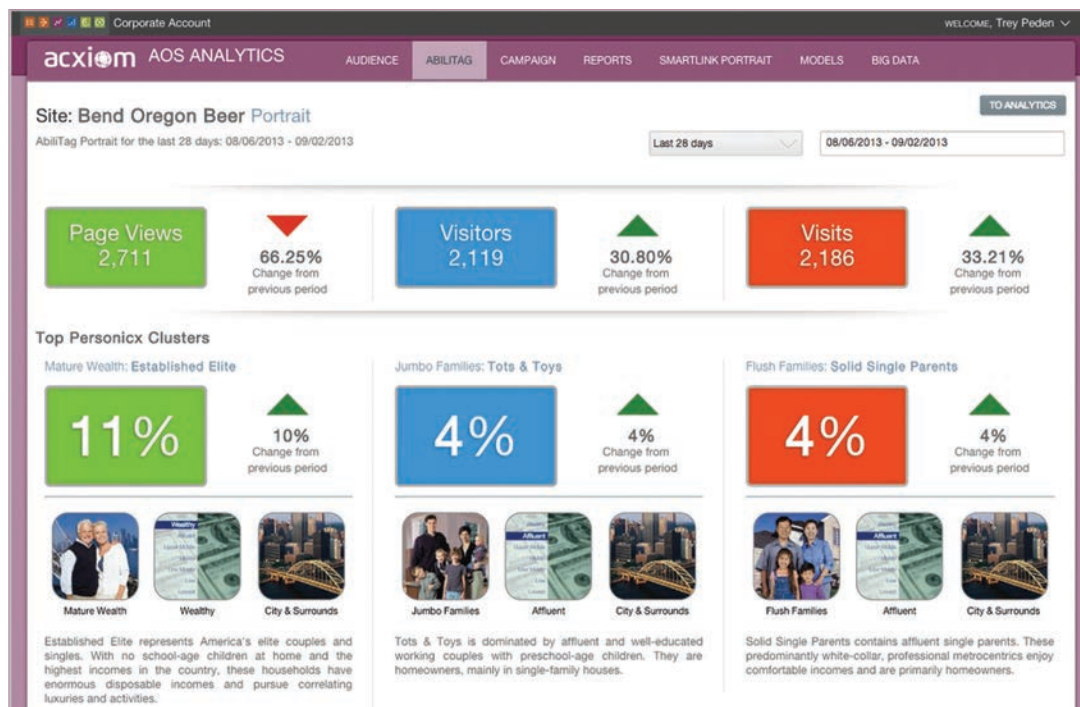 Corporate Account
WELCOME, Trey Peden
acxiom AOS ANALYTICS
AUDIENCE ABILITAG CAMPAIGN REPORTS SMARTLINK PORTRAIT MODELS BIG DATA
TO ANALYTICS
Site: Bend Oregon Beer Portrait
AbiliTag Portrait for the last 28 days: 08/06/2013 - 09/02/2013
Last 28 days
08/06/2013 - 09/02/2013
Page Views
2,711
66.25%
Change from
previous period
Visitors
2,119
30.80%
Change from
previous period
Visits
2,186
33.21%
Change from
previous period
Top Personicx Clusters
Mature Wealth: Established Elite
11%
10%
Change from
previous period
Wealthy
Mature Wealth
Wealthy
City & Surrounds
Established Elite represents America's elite couples and
singles. With no school-age children at home and the
highest incomes in the country, these households have
enormous disposable incomes and pursue correlating
luxuries and activities.
Jumbo Families: Tots & Toys
4%
4%
Change from
previous period
Affluent
Jumbo Families
Affluent
City & Surrounds
Tots & Toys is dominated by affluent and well-educated
working couples with preschool-age children. They are
homeowners, mainly in single-family houses.
Flush Families: Solid Single Parents
4%
4%
Change from
previous period
Affluent
Flush Families
Affluent
City & Surrounds
Solid Single Parents contains affluent single parents. These
predominantly white-collar, professional metrocentrics enjoy
comfortable incomes and are primarily homeowners.